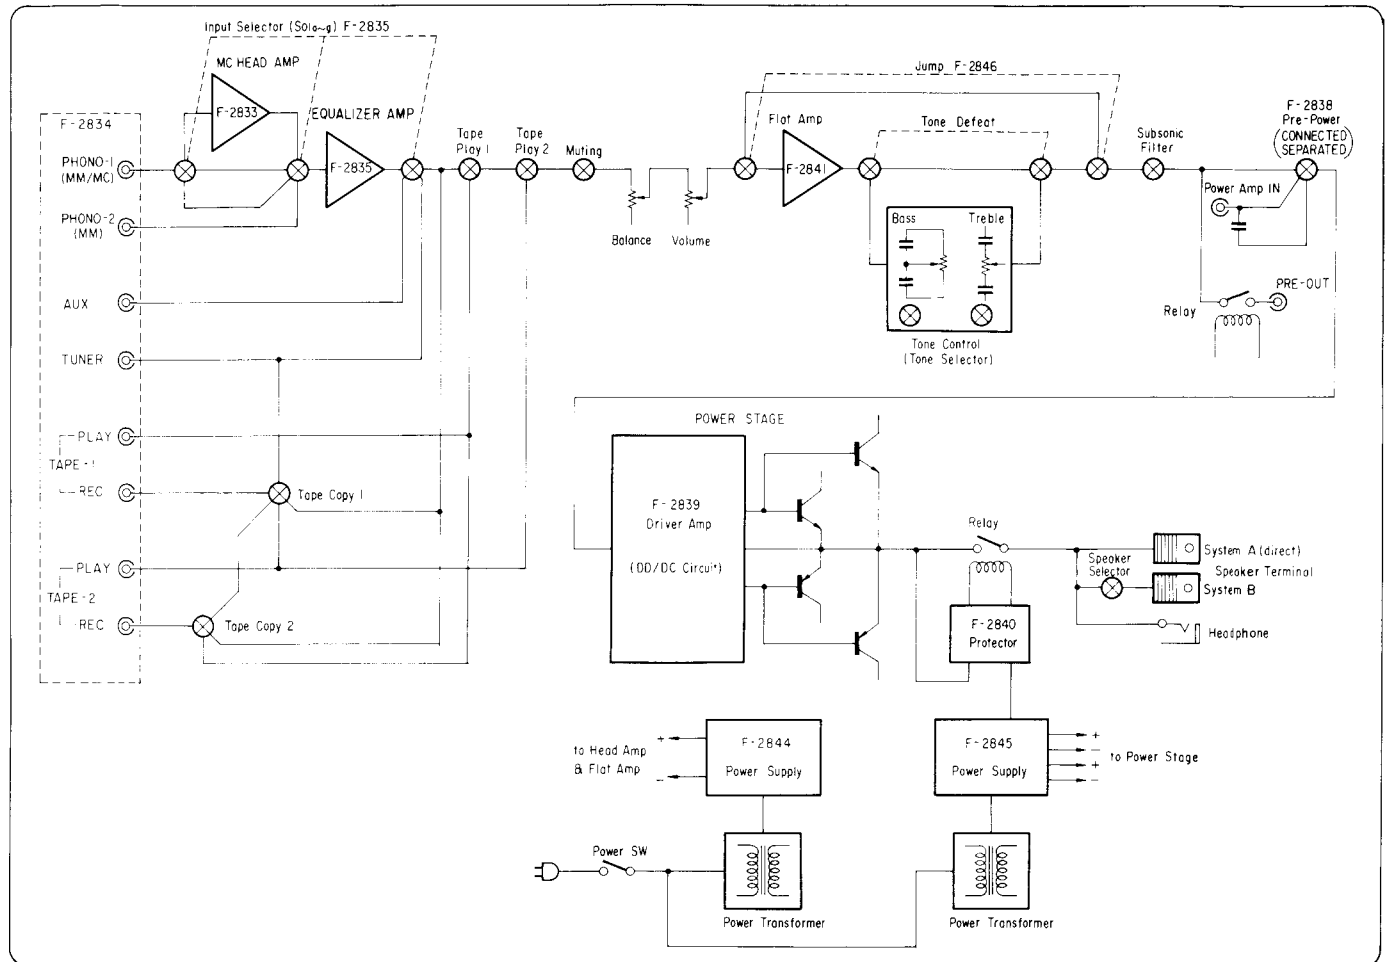 Input Selector (Sola~g) F-2835
MC HEAD AMP
F-2833
EQUALIZER AMP
F-2835
F-2834
PHONO-1
(MM/MC)
PHONO-2
(MM)
AUX
TUNER
PLAY
TAPE-1
REC
PLAY
TAPE-2
REC
Tape Copy 1
Tape Copy 2
Tape
Play 1
Tape
Play 2
Muting
Balance
Volume
Jump F-2846
Flat Amp
F-2841
Tone Defeat
Bass
Treble
Tone Control
(Tone Selector)
Subsonic
Filter
F-2838
Pre-Power
(CONNECTED
SEPARATED)
Power Amp IN
PRE-OUT
Relay
POWER STAGE
F-2839
Driver Amp
(DD/DC Circuit)
Relay
F-2840
Protector
Speaker
Selector
System A (direct)
Speaker Terminal
System B
Headphone
to Head Amp
& Flat Amp
+
-
F-2844
Power Supply
F-2845
Power Supply
+
-
+
-
to Power Stage
Power SW
Power Transformer
Power Transformer